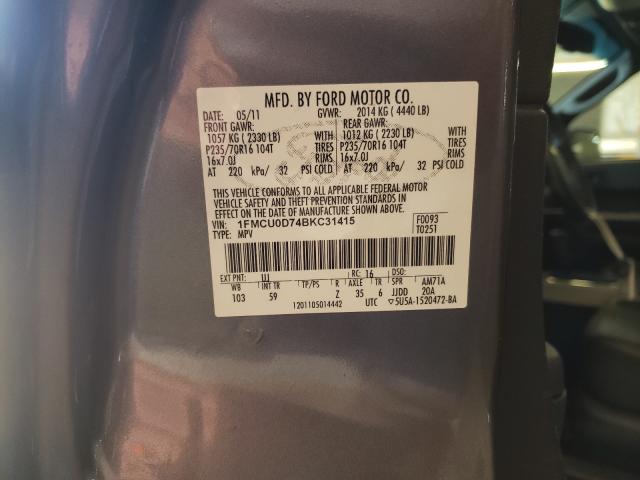 MFD. BY FORD MOTOR CO.
DATE: 05/11 GVWR: 2014 KG ( 4440 LB)
FRONT GAWR: REAR GAWR:
1057 KG ( 2330 LB) WITH 1012 KG ( 2230 LB) WITH
P235/70R16 104T TIRES P235/70R16 104T TIRES
16x7.0J RIMS 16x7.0J RIMS
AT 220 kPa/ 32 PSI COLD AT 220 kPa/ 32 PSI COLD
THIS VEHICLE CONFORMS TO ALL APPLICABLE FEDERAL MOTOR
VEHICLE SAFETY AND THEFT PREVENTION STANDARDS IN
EFFECT ON THE DATE OF MANUFACTURE SHOWN ABOVE.
VIN: 1FMCU0D74BKC31415 F0093
TYPE: MPV T0251
EXT PNT: UJ RC: 16 DSO:
WB INT TR TP/PS R AXLE TR SPR AM71A
103 59 Z 35 6 JJDD 20A
1201105014442 UTC ▽5U5A-1520472-BA